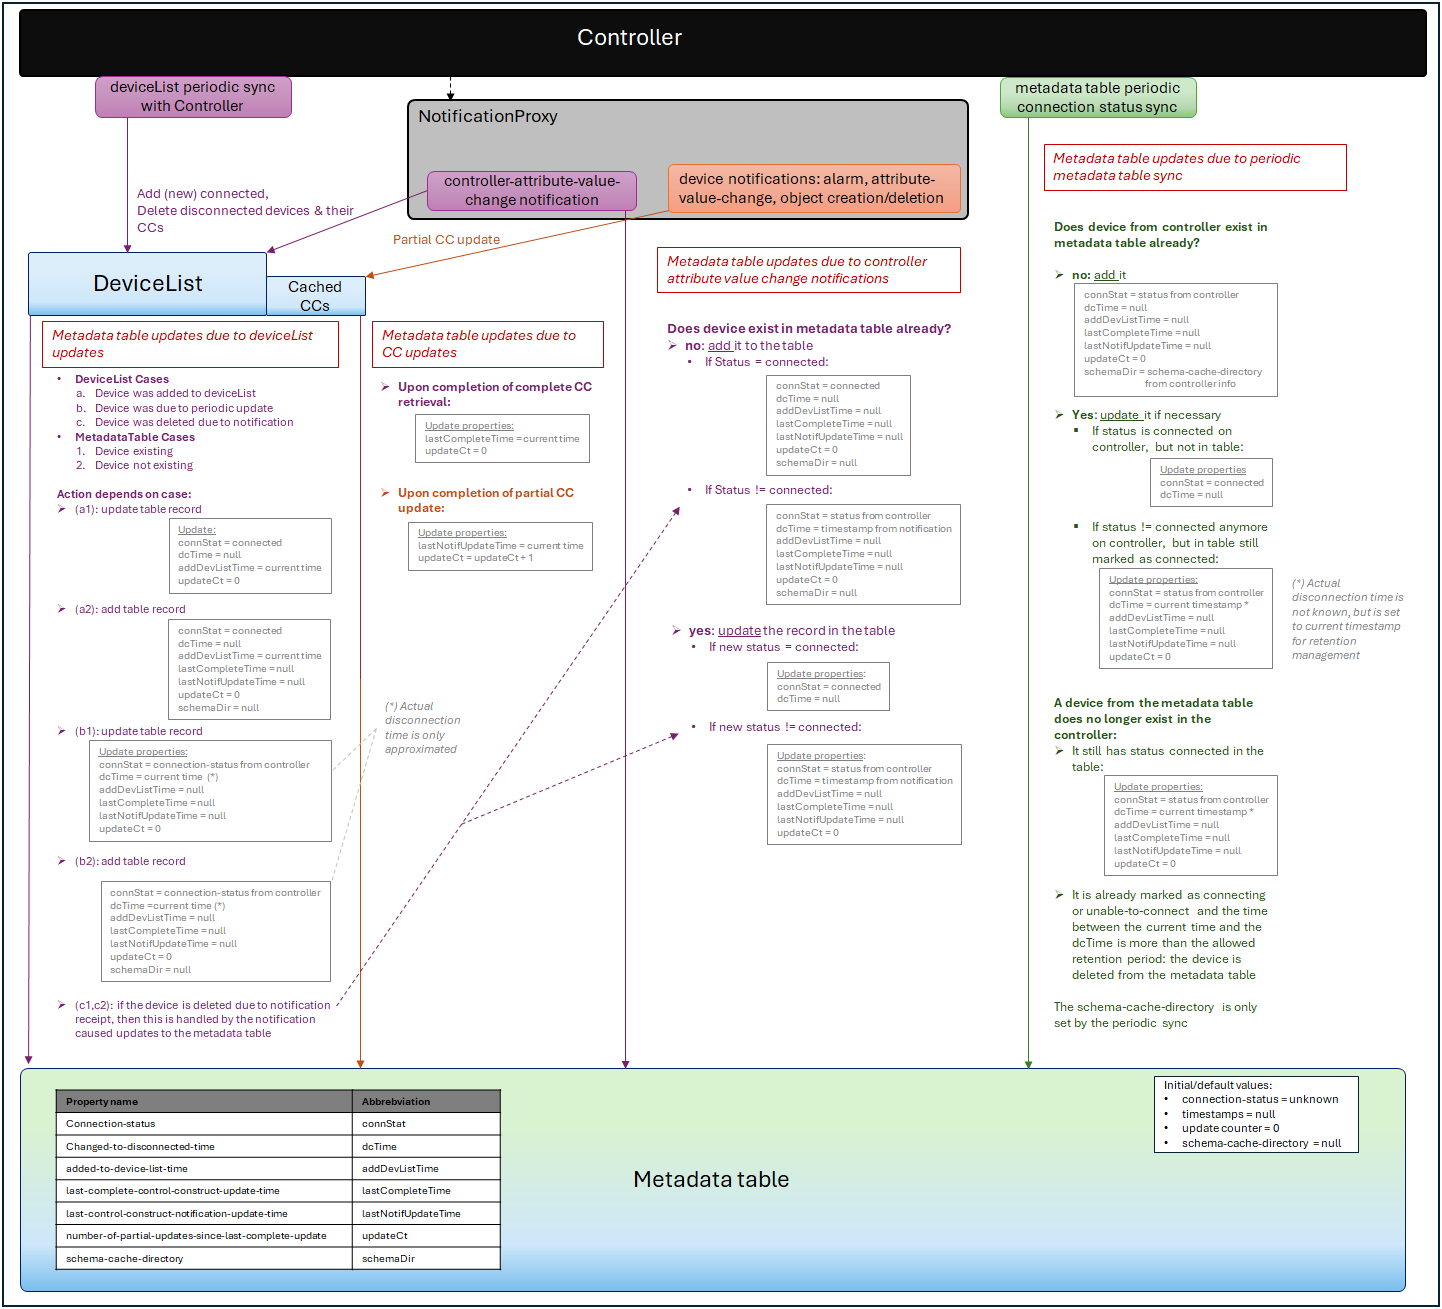 Controller
deviceList periodic sync
with Controller
metadata table periodic
connection status sync
NotificationProxy
controller-attribute-value-
change notification
device notifications: alarm, attribute-
value-change, object creation/deletion
Add (new) connected,
Delete disconnected devices & their
CCs
Partial CC update
DeviceList
Cached
CCs
Metadata table updates due to deviceList
updates
• DeviceList Cases
a. Device was added to deviceList
b. Device was due to periodic update
c. Device was deleted due to notification
• MetadataTable Cases
1. Device existing
2. Device not existing
Action depends on case:
➢ (a1): update table record
Update:
connStat = connected
dcTime = null
addDevListTime = current time
updateCt = 0
➢ (a2): add table record
connStat = connected
dcTime = null
addDevListTime = current time
lastCompleteTime = null
lastNotifUpdateTime = null
updateCt = 0
schemaDir = null
➢ (b1): update table record
Update properties:
connStat = connection-status from controller
dcTime = current time (*)
addDevListTime = null
lastCompleteTime = null
lastNotifUpdateTime = null
updateCt = 0
➢ (b2): add table record
connStat = connection-status from controller
dcTime =current time (*)
addDevListTime = null
lastCompleteTime = null
lastNotifUpdateTime = null
updateCt = 0
schemaDir = null
➢ (c1,c2): if the device is deleted due to notification
receipt, then this is handled by the notification
caused updates to the metadata table
Metadata table updates due to
CC updates
➢ Upon completion of complete CC
retrieval:
Update properties:
lastCompleteTime = current time
updateCt = 0
➢ Upon completion of partial CC
update:
Update properties:
lastNotifUpdateTime = current time
updateCt = updateCt + 1
(*) Actual
disconnection
time is only
approximated
Metadata table updates due to controller
attribute value change notifications
Does device exist in metadata table already?
➢ no: add it to the table
• If Status = connected:
connStat = connected
dcTime = null
addDevListTime = null
lastCompleteTime = null
lastNotifUpdateTime = null
updateCt = 0
schemaDir = null
• If Status != connected:
connStat = status from controller
dcTime = timestamp from notification
addDevListTime = null
lastCompleteTime = null
lastNotifUpdateTime = null
updateCt = 0
schemaDir = null
➢ yes: update the record in the table
• If new status = connected:
Update properties:
connStat = connected
dcTime = null
• If new status != connected:
Update properties:
connStat = status from controller
dcTime = timestamp from notification
addDevListTime = null
lastCompleteTime = null
lastNotifUpdateTime = null
updateCt = 0
Metadata table updates due to periodic
metadata table sync
Does device from controller exist in
metadata table already?
➢ no: add it
connStat = status from controller
dcTime = null
addDevListTime = null
lastCompleteTime = null
lastNotifUpdateTime = null
updateCt = 0
schemaDir = schema-cache-directory
from controller info
➢ Yes: update it if necessary
▪ If status is connected on
controller, but not in table:
Update properties
connStat = connected
dcTime = null
▪ If status != connected anymore
on controller, but in table still
marked as connected:
Update properties:
connStat = status from controller
dcTime = current timestamp *
addDevListTime = null
lastCompleteTime = null
lastNotifUpdateTime = null
updateCt = 0
(*) Actual
disconnection time is
not known, but is set
to current timestamp
for retention
management
A device from the metadata table
does no longer exist in the
controller:
➢ It still has status connected in the
table:
Update properties:
connStat = status from controller
dcTime = current timestamp *
addDevListTime = null
lastCompleteTime = null
lastNotifUpdateTime = null
updateCt = 0
➢ It is already marked as connecting
or unable-to-connect and the time
between the current time and the
dcTime is more than the allowed
retention period: the device is
deleted from the metadata table
The schema-cache-directory is only
set by the periodic sync
Property name Abbrebviation
Connection-status connStat
Changed-to-disconnected-time dcTime
added-to-device-list-time addDevListTime
last-complete-control-construct-update-time lastCompleteTime
last-control-construct-notification-update-time lastNotifUpdateTime
number-of-partial-updates-since-last-complete-update updateCt
schema-cache-directory schemaDir
Metadata table
Initial/default values:
• connection-status = unknown
• timestamps = null
• update counter = 0
• schema-cache-directory = null